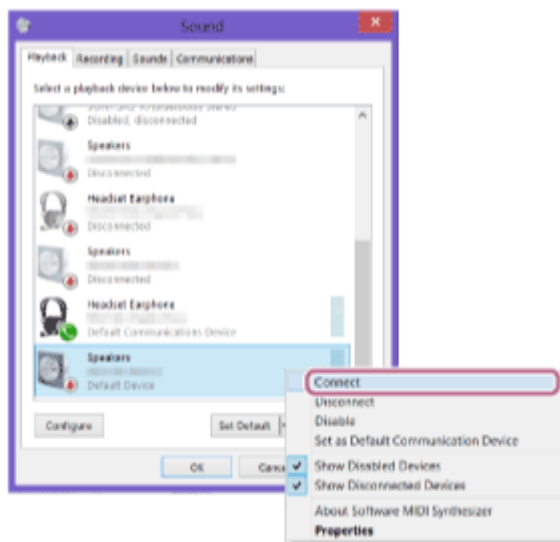 Sound
Playback Recording Sounds Communications
Select a playback device below to modify its settings:
Disabled, disconnected
Speakers
Disconnected
Headset Earphone
Disconnected
Speakers
Disconnected
Headset Earphone
Default Communications Device
Speakers
Default Device
Configure Set Default
OK
Connect
Disconnect
Disable
Set as Default Communication Device
Show Disabled Devices
Show Disconnected Devices
About Software MIDI Synthesizer
Properties